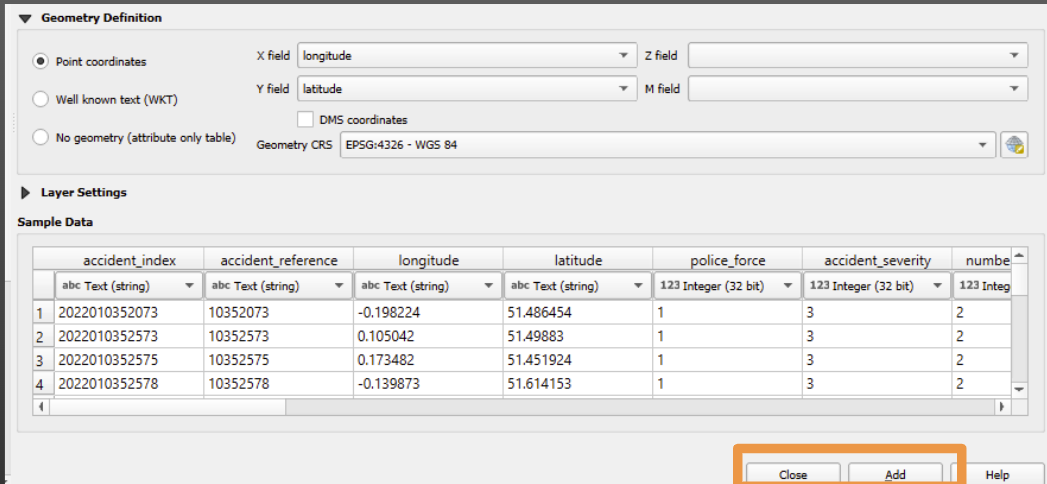 Geometry Definition
Point coordinates
X field longitude Z field
Well known text (WKT)
Y field latitude M field
DMS coordinates
No geometry (attribute only table)
Geometry CRS EPSG:4326 - WGS 84
Layer Settings
Sample Data
accident_index accident_reference longitude latitude police_force accident_severity numbe
abc Text (string) abc Text (string) abc Text (string) abc Text (string) 123 Integer (32 bit) 123 Integer (32 bit) 123 Integ
1 2022010352073 10352073 -0.198224 51.486454 1 3 2
2 2022010352573 10352573 0.105042 51.49883 1 3 2
3 2022010352575 10352575 0.173482 51.451924 1 3 2
4 2022010352578 10352578 -0.139873 51.614153 1 3 2
Close Add Help